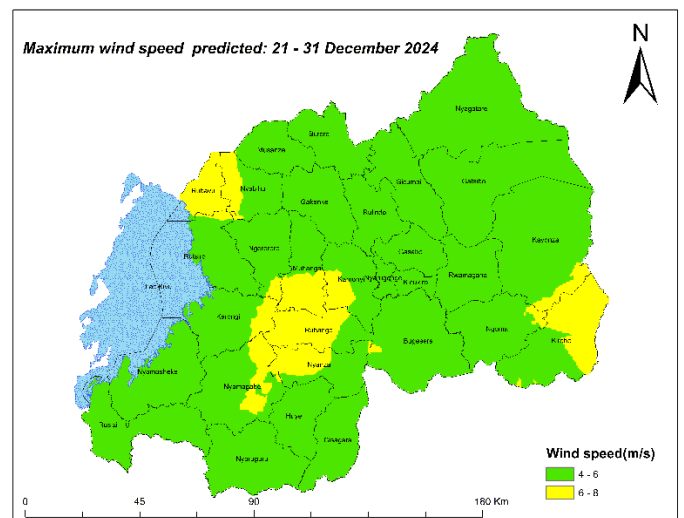 Maximum wind speed predicted: 21 - 31 December 2024
N
Nyagatare
Burera
Musanze
Rubavu
Nyabihu
Gicumbi
Gatsibo
Gakenke
Rulindo
Kayonza
Rutsiro
Ngororero
Gasabo
Muhanga
Kamonyi
Nyarugenge
Kicukiro
Rwamagana
Karongi
Ruhango
Bugesera
Ngoma
Kirehe
Nyanza
Nyamasheke
Nyamagabe
Huye
Rusizi
Gisagara
Nyaruguru
Wind speed(m/s)
4 - 6
6 - 8
0 45 90 180 Km